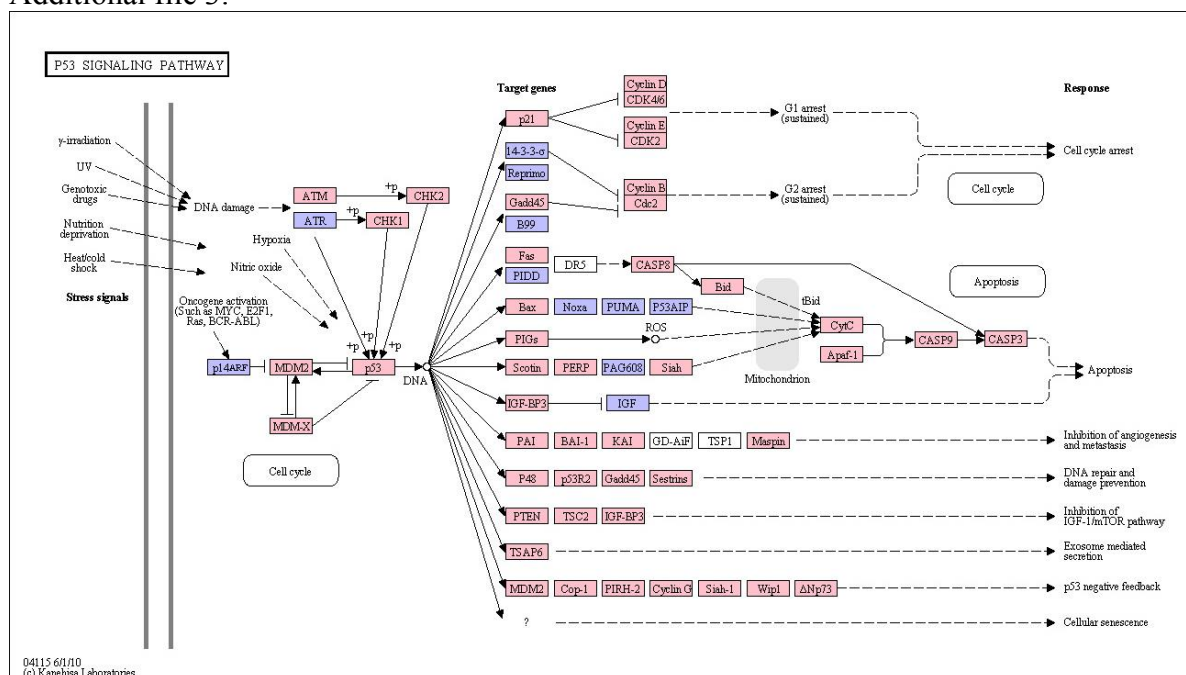 Additional file 3:
P53 SIGNALING PATHWAY
Target genes
Response
Cyclin D
CDK4/6
p21
G1 arrest
(sustained)
Cyclin E
CDK2
γ-irradiation
14-3-3-σ
Cell cycle arrest
UV
Reprimo
Genotoxic
drugs
ATM
+p
CHK2
Cyclin B
Cdc2
G2 arrest
(sustained)
Cell cycle
DNA damage
Gadd45
ATR
+p
CHK1
B99
Nutrition
deprivation
Hypoxia
Fas
DR5
CASP8
Heat/cold
shock
Nitric oxide
PIDD
Bid
Apoptosis
Stress signals
Oncogene activation
(Such as MYC, E2F1,
Ras, BCR-ABL)
Bax
Noxa
PUMA
P53AIP
tBid
CytC
+p
+p
+p
PIGs
ROS
CASP9
CASP3
Apaf-1
p14ARF
MDM2
p53
DNA
Scotin
PERP
PAG608
Siah
Mitochondrion
Apoptosis
IGF-BP3
IGF
MDM-X
PAI
BAI-1
KAI
GD-AiF
TSP1
Maspin
Inhibition of angiogenesis
and metastasis
Cell cycle
P48
p53R2
Gadd45
Sestrins
DNA repair and
damage prevention
PTEN
TSC2
IGF-BP3
Inhibition of
IGF-1/mTOR pathway
TSAP6
Exosome mediated
secretion
MDM2
Cop-1
PIRH-2
Cyclin G
Siah-1
Wip1
ΔNp73
p53 negative feedback
?
Cellular senescence
04115 6/1/10
(c) Kanehisa Laboratories